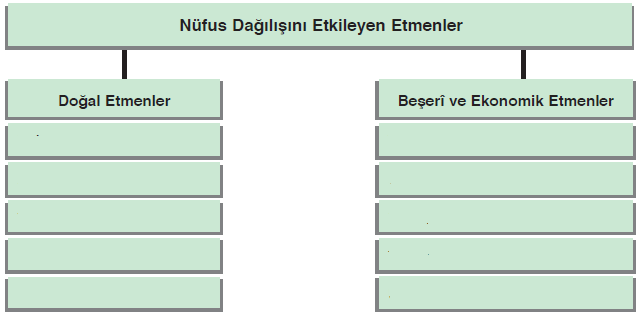 Nüfus Dağılışını Etkileyen Etmenler
Doğal Etmenler
Beşerî ve Ekonomik Etmenler